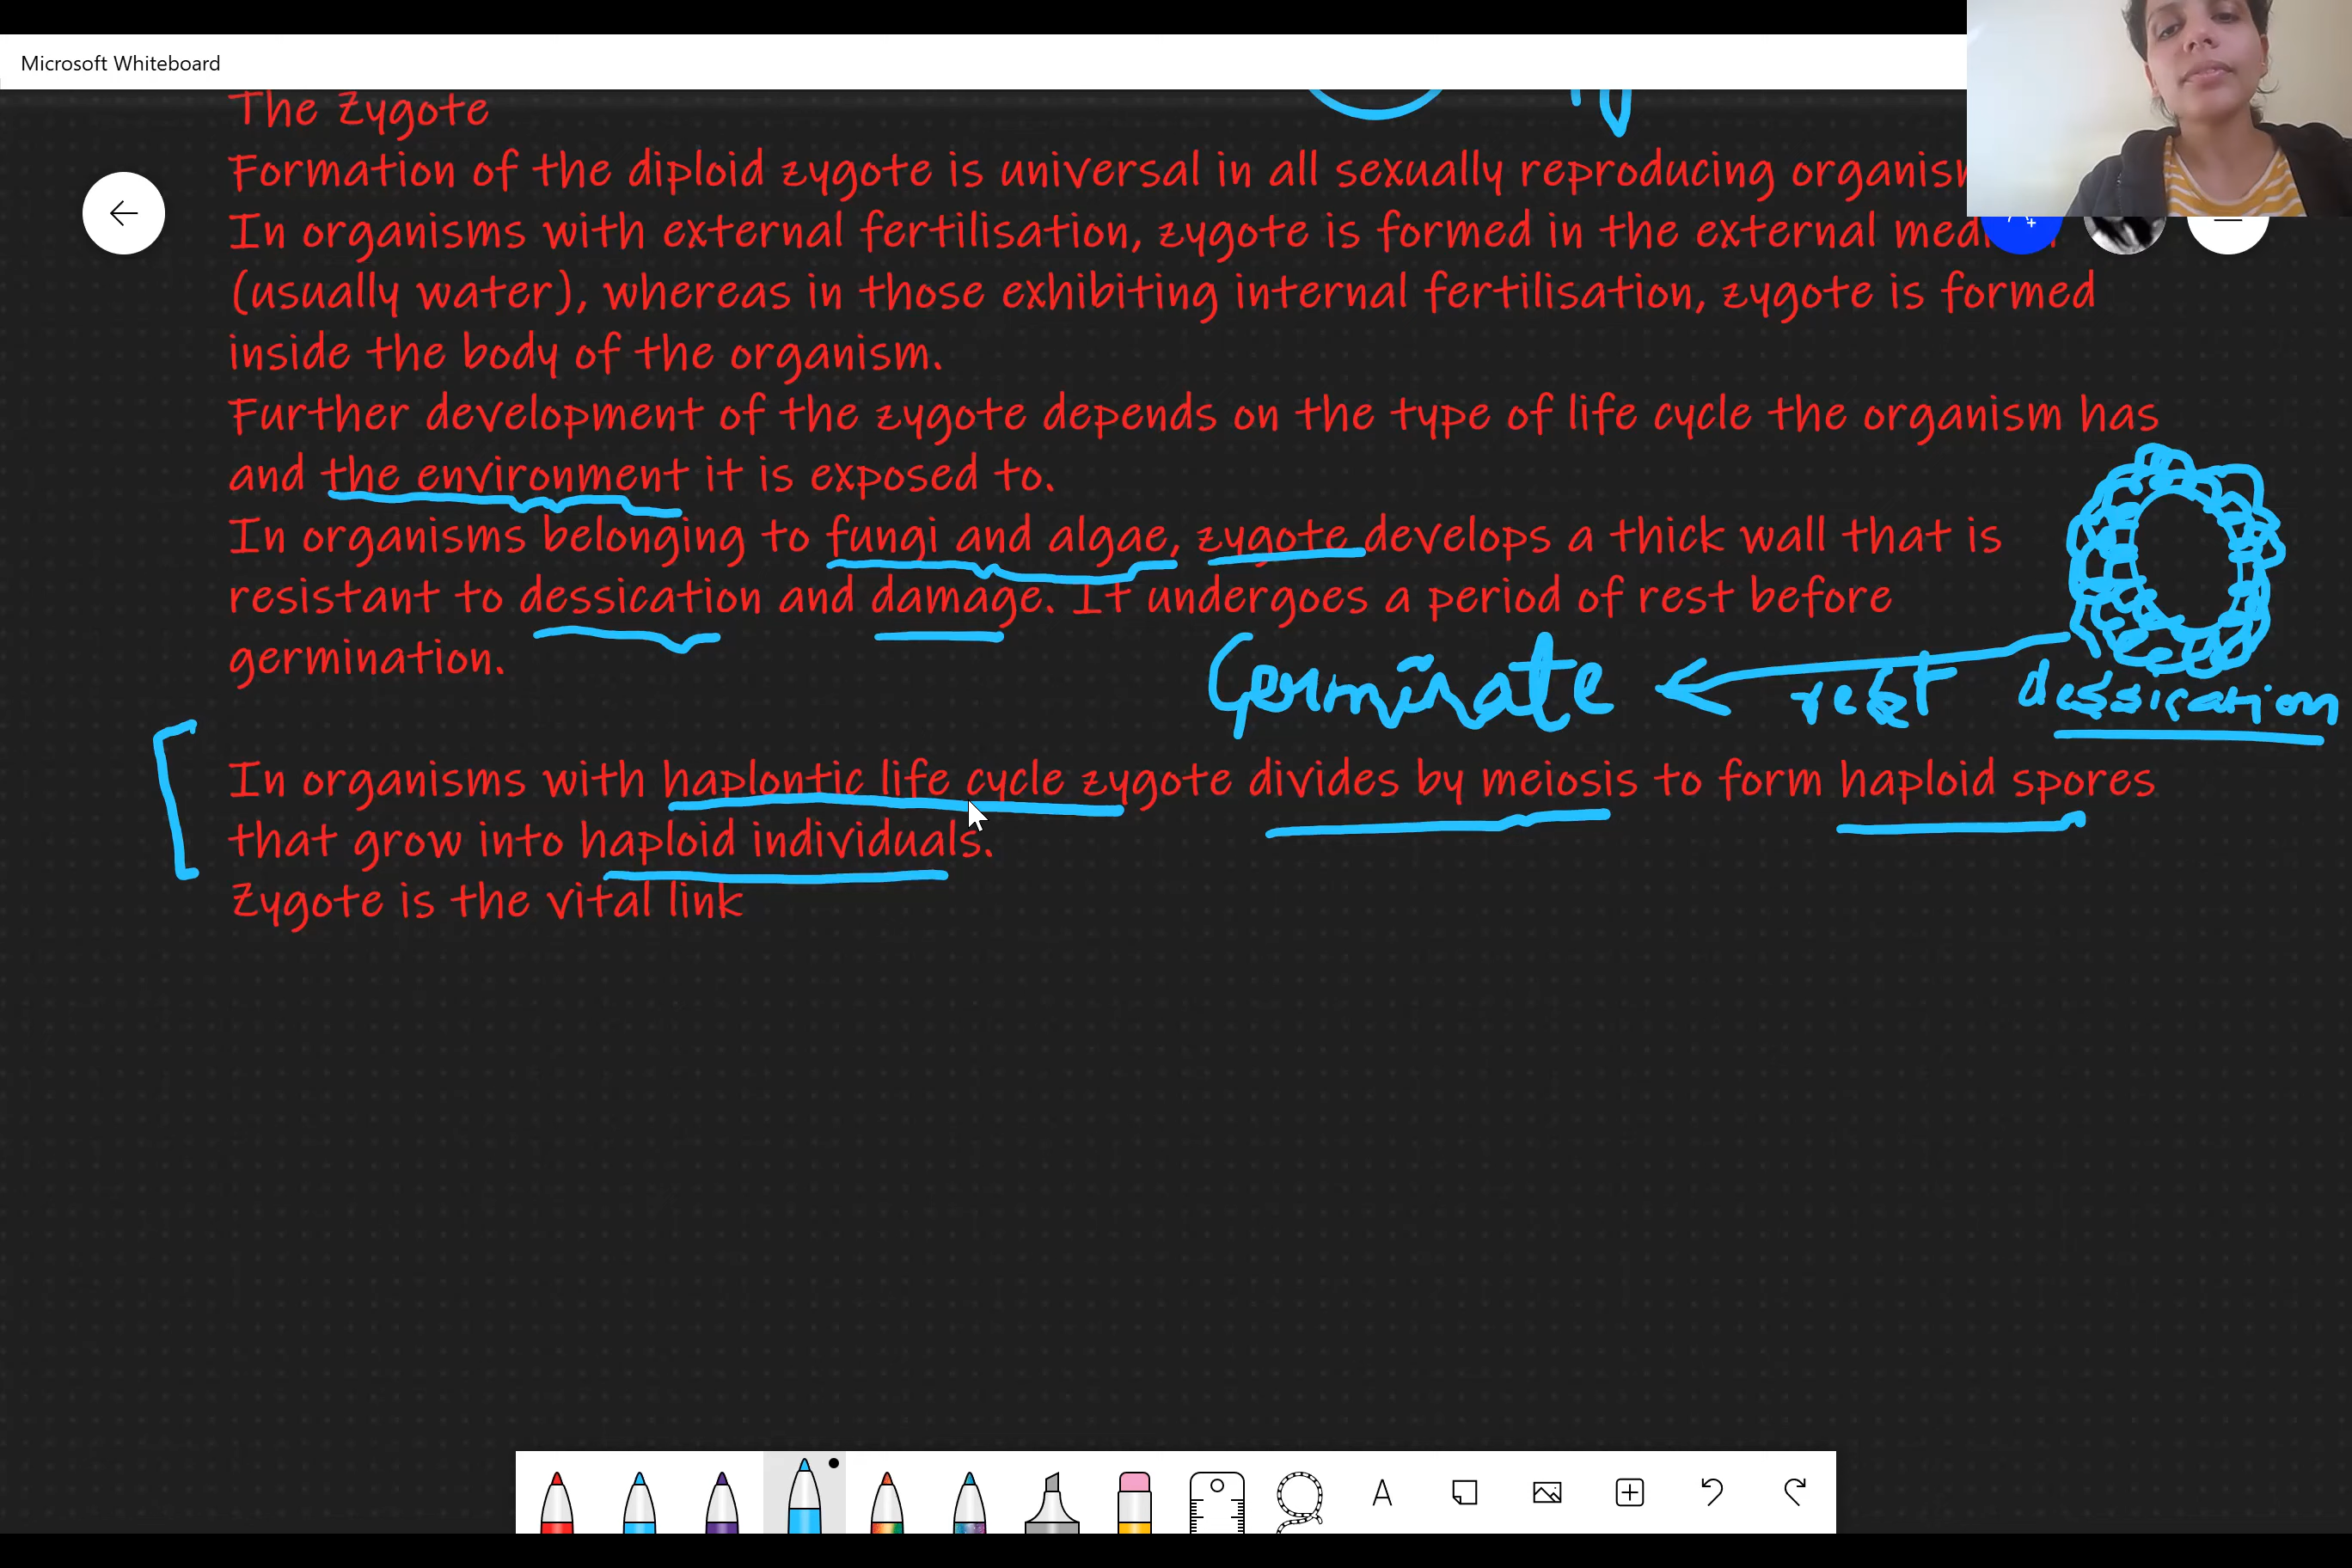 Microsoft Whiteboard
The Zygote
Formation of the diploid zygote is universal in all sexually reproducing
In organisms with external fertilisation, zygote is formed in the external
(usually water), whereas in those exhibiting internal fertilisation, zygote is formed
inside the body of the organism.
Further development of the zygote depends on the type of life cycle the organism has
and the environment it is exposed to.
In organisms belonging to fungi and algae, zygote develops a thick wall that is
resistant to dessication and damage. It undergoes a period of rest before
germination.
Germinate
rest
dessication
In organisms with haplontic life cycle zygote divides by meiosis to form haploid spores
that grow into haploid individuals.
Zygote is the vital link